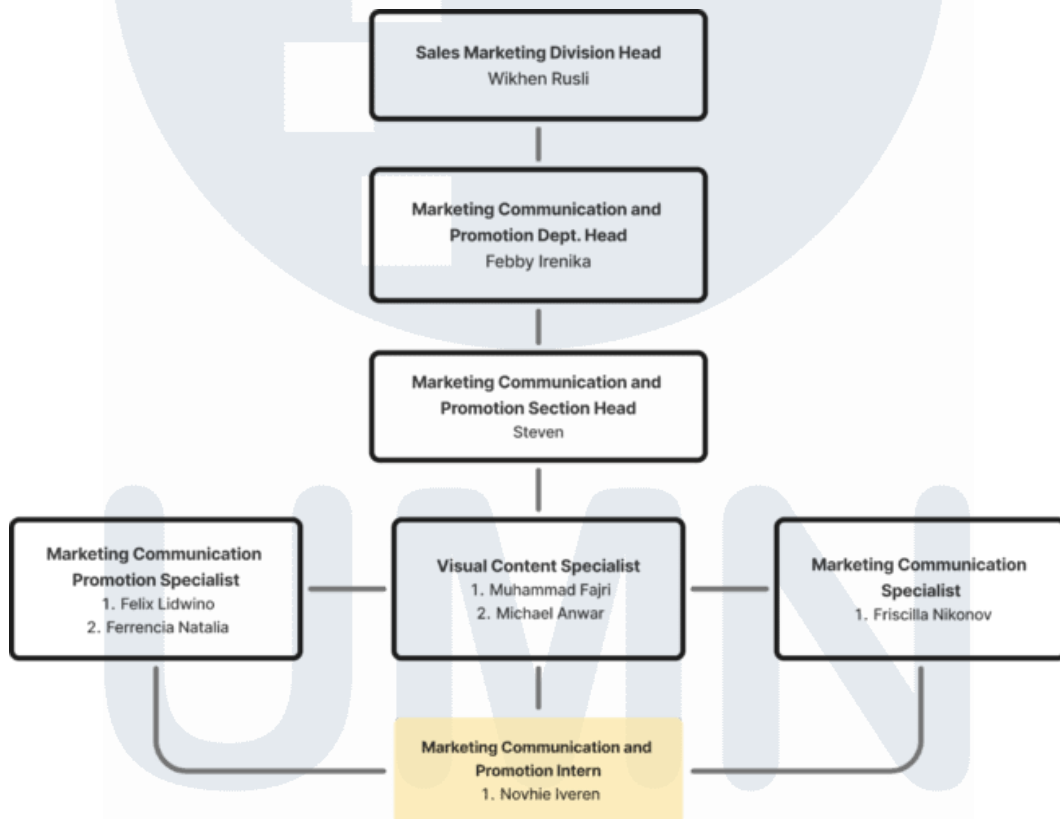 Sales Marketing Division Head
Wikhen Rusli
Marketing Communication and
Promotion Dept. Head
Febby Irenika
Marketing Communication and
Promotion Section Head
Steven
Marketing Communication
Promotion Specialist
1. Felix Lidwino
2. Ferrencia Natalia
Visual Content Specialist
1. Muhammad Fajri
2. Michael Anwar
Marketing Communication
Specialist
1. Friscilla Nikonov
Marketing Communication and
Promotion Intern
1. Novhie Iveren
UMN